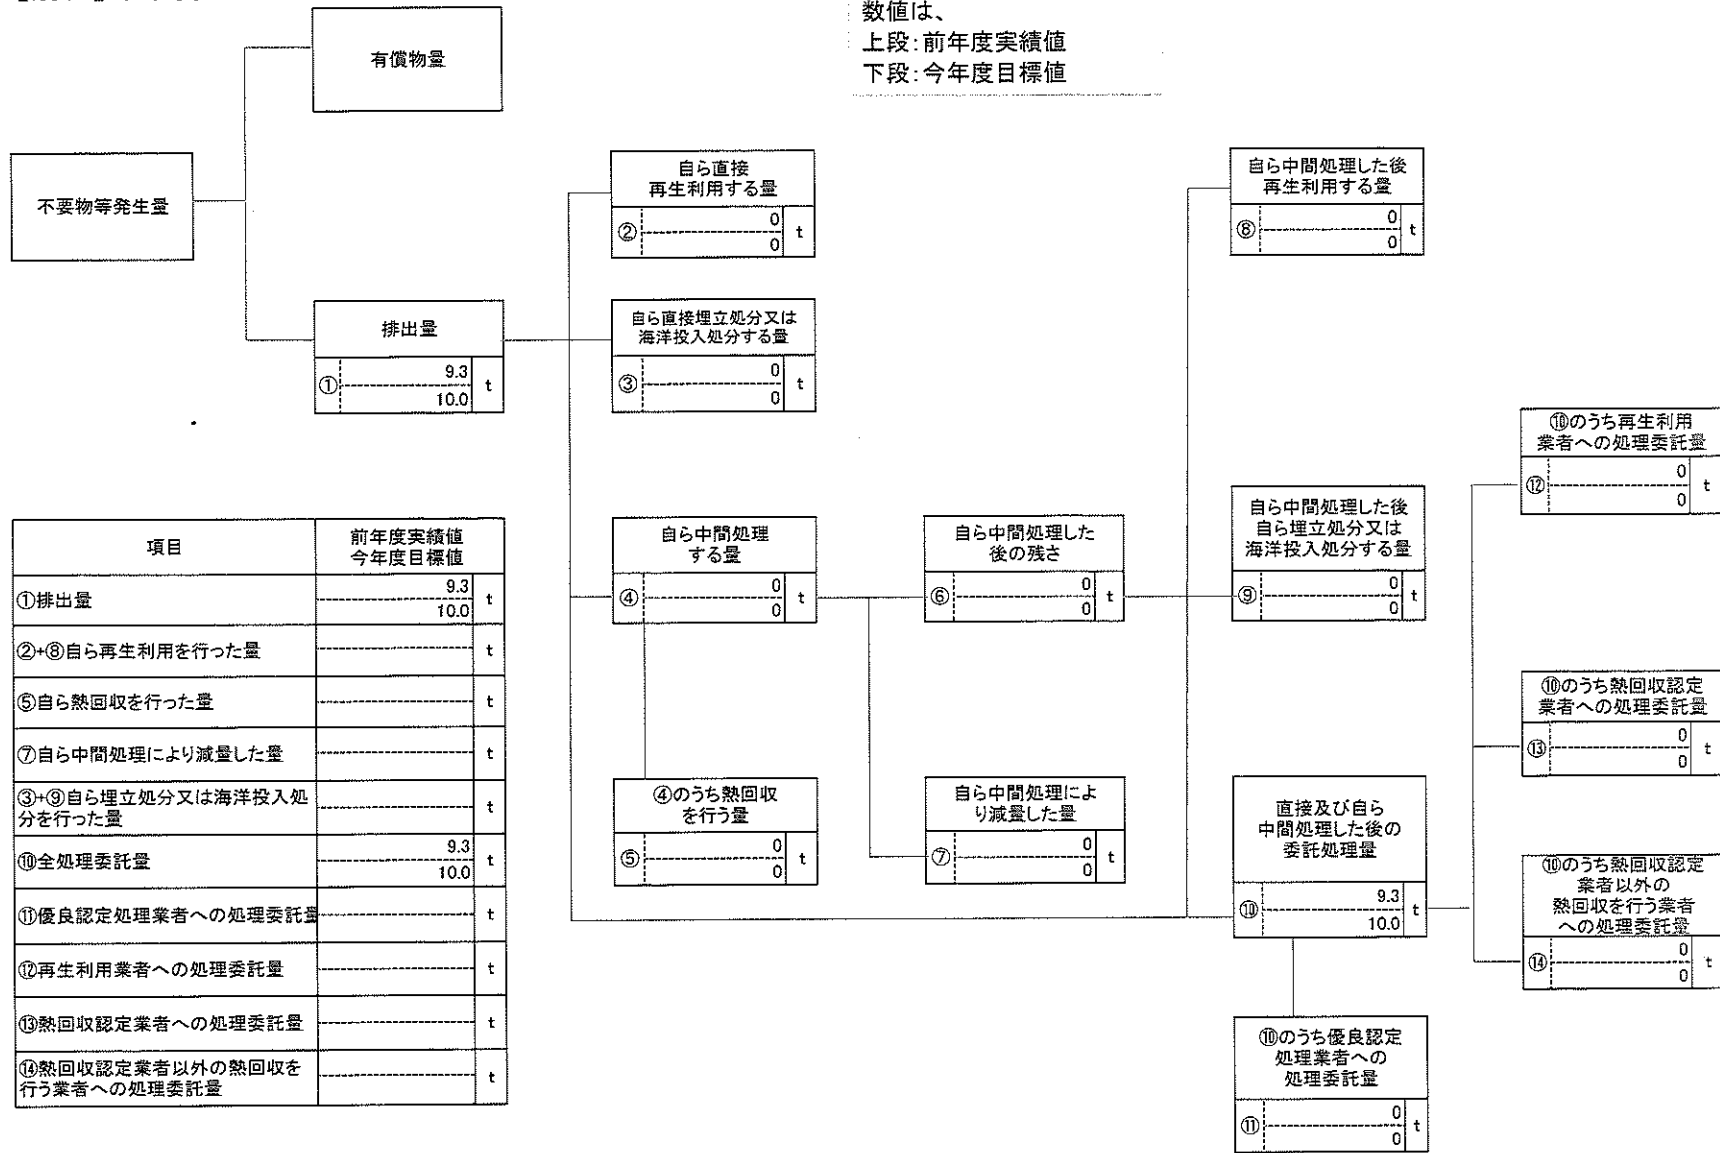 数値は、
上段:前年度実績値
下段:今年度目標値
有償物量
不要物等発生量
排出量
① 9.3 t
10.0
自ら直接
再生利用する量
② 0 t
0
自ら直接埋立処分又は
海洋投入処分する量
③ 0 t
0
自ら中間処理
する量
④ 0 t
0
④のうち熱回収
を行う量
⑤ 0 t
0
自ら中間処理した
後の残さ
⑥ 0 t
0
自ら中間処理によ
り減量した量
⑦ 0 t
0
自ら中間処理した後
再生利用する量
⑧ 0 t
0
自ら中間処理した後
自ら埋立処分又は
海洋投入処分する量
⑨ 0 t
0
直接及び自ら
中間処理した後の
委託処理量
⑩ 9.3 t
10.0
⑩のうち優良認定
処理業者への
処理委託量
⑪ 0 t
0
⑩のうち再生利用
業者への処理委託量
⑫ 0 t
0
⑩のうち熱回収認定
業者への処理委託量
⑬ 0 t
0
⑩のうち熱回収認定
業者以外の
熱回収を行う業者
への処理委託量
⑭ 0 t
0
項目 前年度実績値
今年度目標値
①排出量 9.3 t
10.0
②+⑧自ら再生利用を行った量 t
⑤自ら熱回収を行った量 t
⑦自ら中間処理により減量した量 t
③+⑨自ら埋立処分又は海洋投入処
分を行った量 t
⑩全処理委託量 9.3 t
10.0
⑪優良認定処理業者への処理委託量 t
⑫再生利用業者への処理委託量 t
⑬熱回収認定業者への処理委託量 t
⑭熱回収認定業者以外の熱回収を
行う業者への処理委託量 t